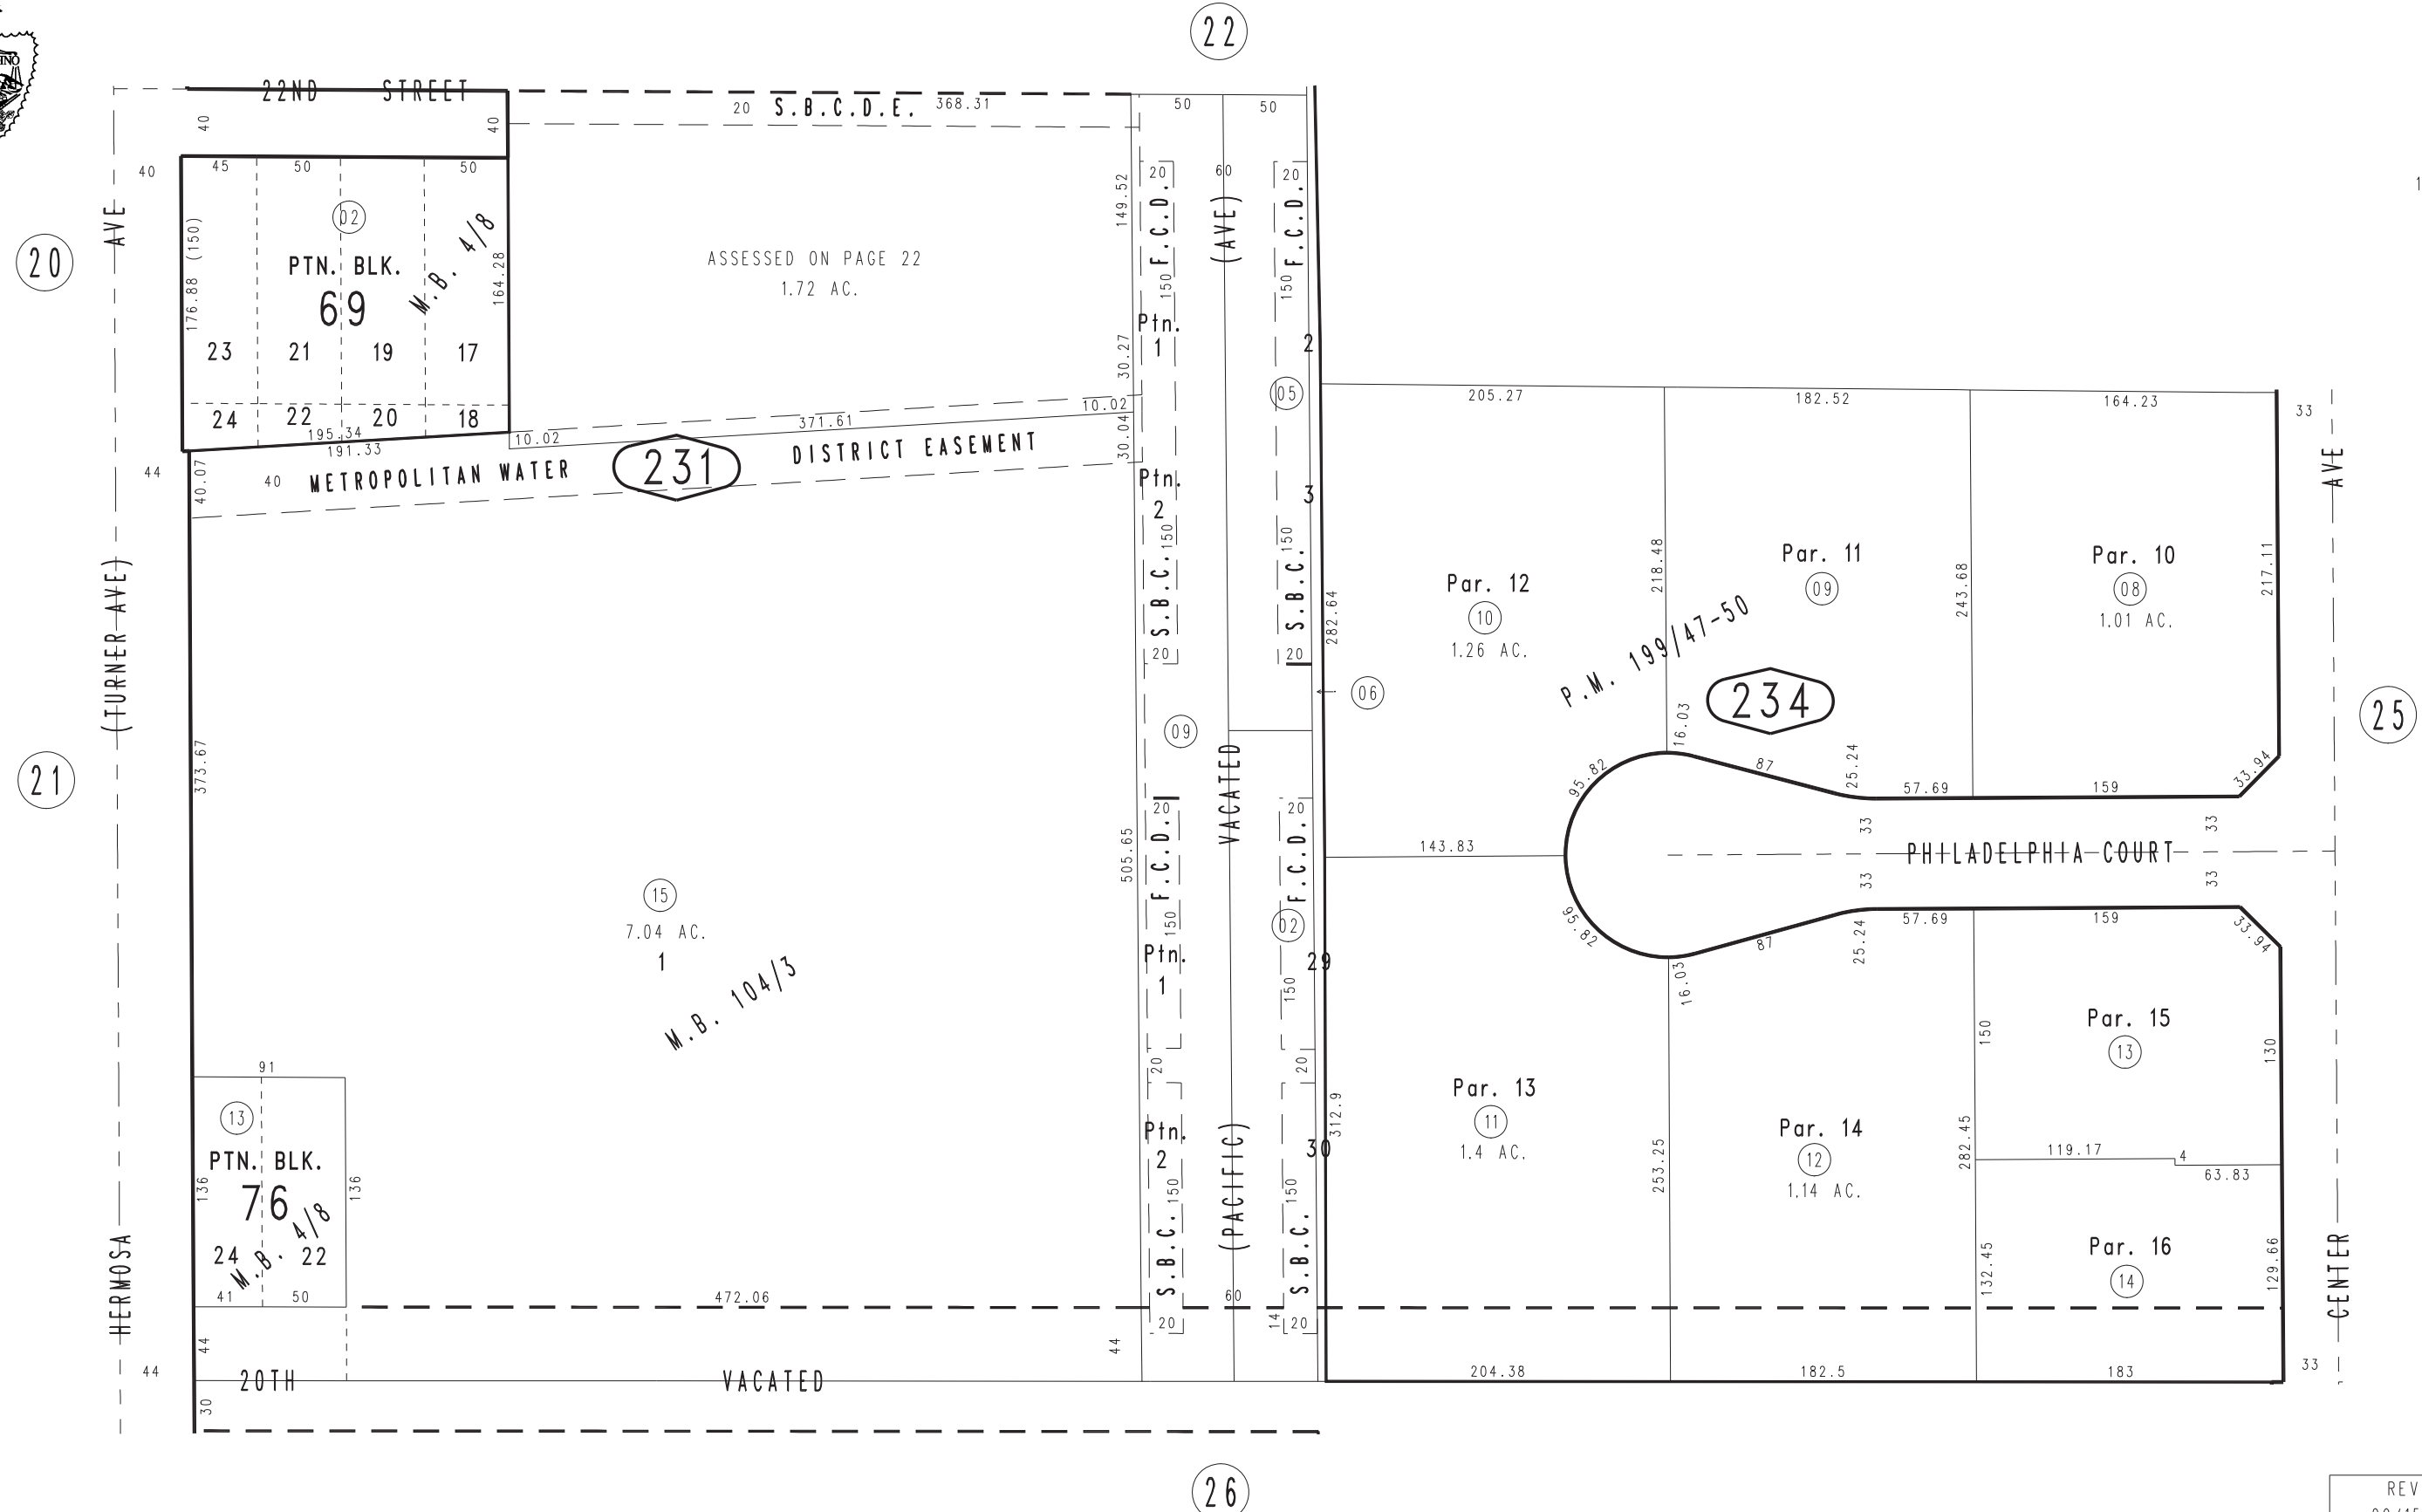 22
22ND STREET
20 S.B.C.D.E. 368.31
50 50
40 40
40
45 50 50
20 60 20
02
PTN. BLK.
69
M.B. 4/8
176.88 (150)
164.28
23 21 19 17
24 22 20 18
195.34
191.33
ASSESSED ON PAGE 22
1.72 AC.
149.52
30.27
10.02
371.61
10.02
30.04
METROPOLITAN WATER DISTRICT EASEMENT
231
40
40.07
44
20
AVE
(TURNER AVE)
HERMOSA
21
373.67
F.C.D.
150
Ptn.
1
Ptn.
2
150
S.B.C.
20
09
20
F.C.D.
150
Ptn.
1
20
Ptn.
2
150
S.B.C.
20
505.65
(AVE)
VACATED
(PACIFIC)
60
F.C.D.
150
2
05
3
150
S.B.C.
20
06
20
F.C.D.
02
29
150
20
30
150
S.B.C.
14
20
15
7.04 AC.
1
M.B. 104/3
91
13
PTN. BLK.
76
M.B. 4/8
136
136
24 22
41 50
472.06
44
44
44
20TH VACATED
30
26
205.27 182.52 164.23
33
AVE
Par. 12
10
1.26 AC.
282.64
218.48
Par. 11
09
243.68
Par. 10
08
1.01 AC.
217.11
P.M. 199/47-50
234
25
16.03
95.82
87
25.24
57.69
159
33.94
33 33
143.83
PHILADELPHIA COURT
33 33
95.82
16.03
87
25.24
57.69
159
33.94
Par. 13
11
1.4 AC.
312.9
253.25
Par. 14
12
1.14 AC.
282.45
150
Par. 15
13
130
119.17
4
63.83
Par. 16
14
132.45
129.66
CENTER
204.38 182.5 183
33
REV